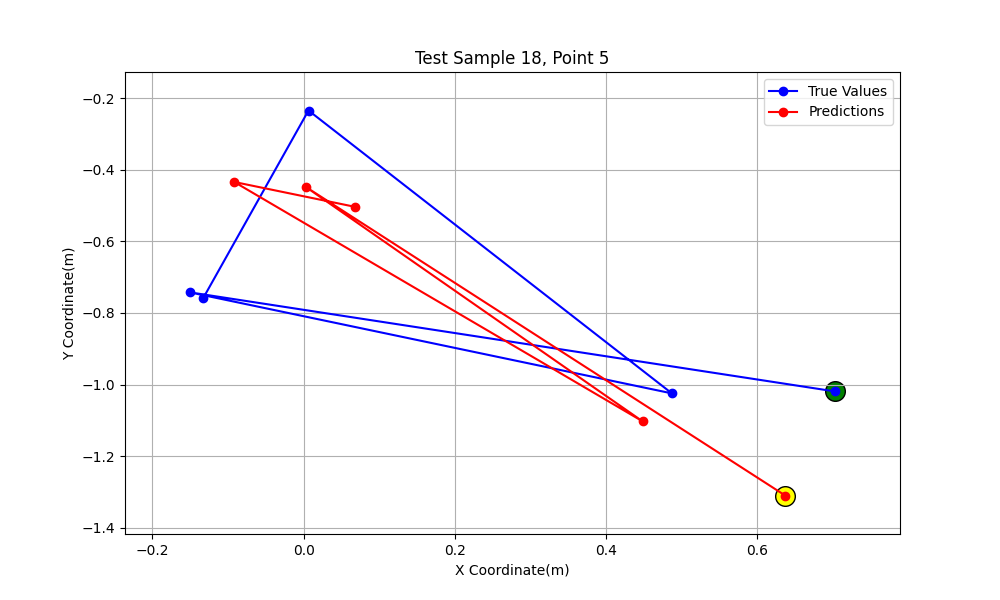 Test Sample 18, Point 5
True Values
Predictions
−0.2
−0.4
−0.6
−0.8
−1.0
−1.2
−1.4
Y Coordinate(m)
−0.2
0.0
0.2
0.4
0.6
X Coordinate(m)